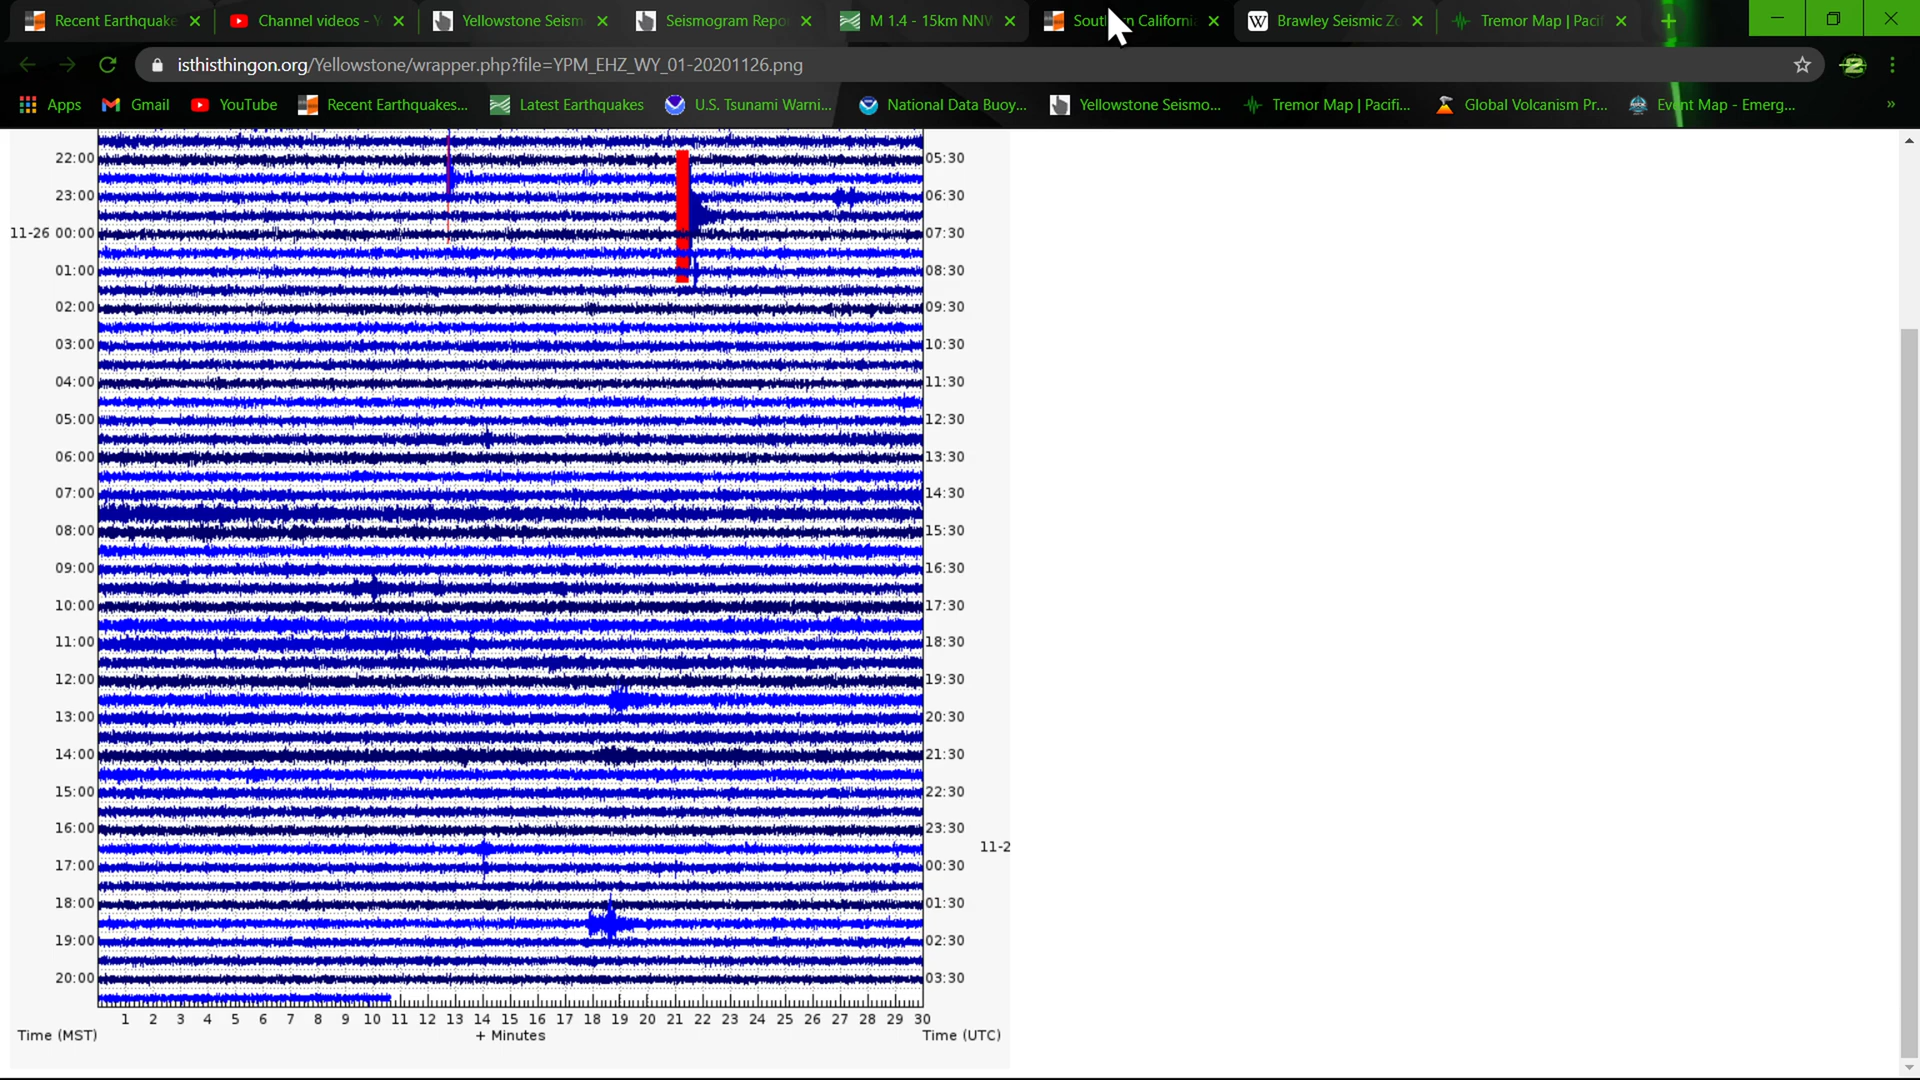 Recent Earthquake
Channel videos - Y
Yellowstone Seism
Seismogram Repo
M 1.4 - 15km NNW
Southern California
Brawley Seismic Zo
Tremor Map | Pacif
isthisthingon.org/Yellowstone/wrapper.php?file=YPM_EHZ_WY_01-20201126.png
Apps
Gmail
YouTube
Recent Earthquakes...
Latest Earthquakes
U.S. Tsunami Warni...
National Data Buoy...
Yellowstone Seismo...
Tremor Map | Pacifi...
Global Volcanism Pr...
Event Map - Emerg...
»
22:00 05:30
23:00 06:30
11-26 00:00 07:30
01:00 08:30
02:00 09:30
03:00 10:30
04:00 11:30
05:00 12:30
06:00 13:30
07:00 14:30
08:00 15:30
09:00 16:30
10:00 17:30
11:00 18:30
12:00 19:30
13:00 20:30
14:00 21:30
15:00 22:30
16:00 23:30
11-2
17:00 00:30
18:00 01:30
19:00 02:30
20:00 03:30
1 2 3 4 5 6 7 8 9 10 11 12 13 14 15 16 17 18 19 20 21 22 23 24 25 26 27 28 29 30
Time (MST) + Minutes Time (UTC)